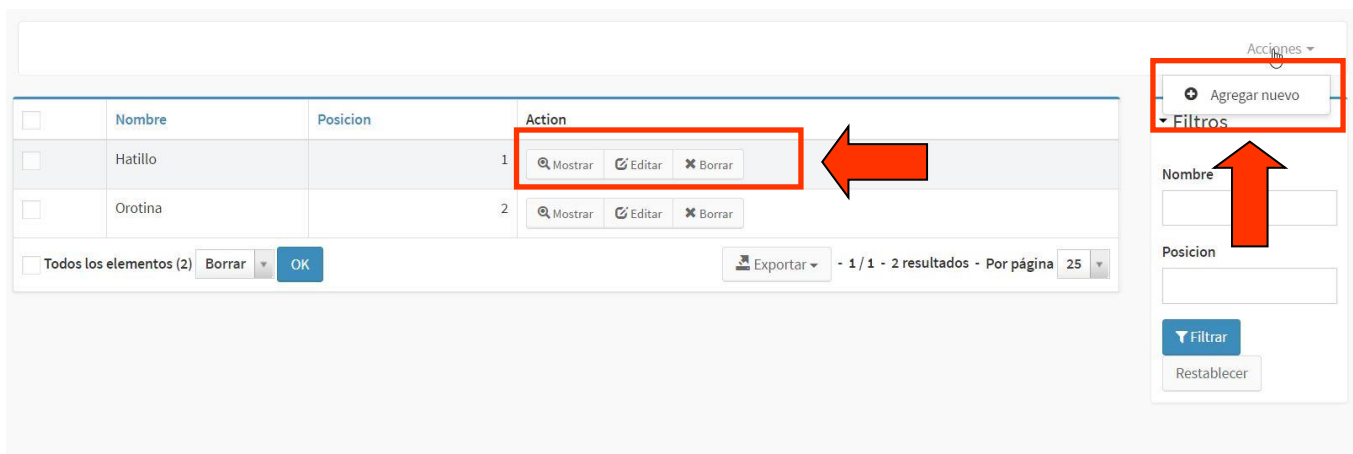 Acciones
Agregar nuevo
Nombre Posicion Action
Hatillo 1 Mostrar Editar Borrar
Orotina 2 Mostrar Editar Borrar
Todos los elementos (2) Borrar OK Exportar - 1 / 1 - 2 resultados - Por página 25
Filtros
Nombre
Posicion
Filtrar
Restablecer